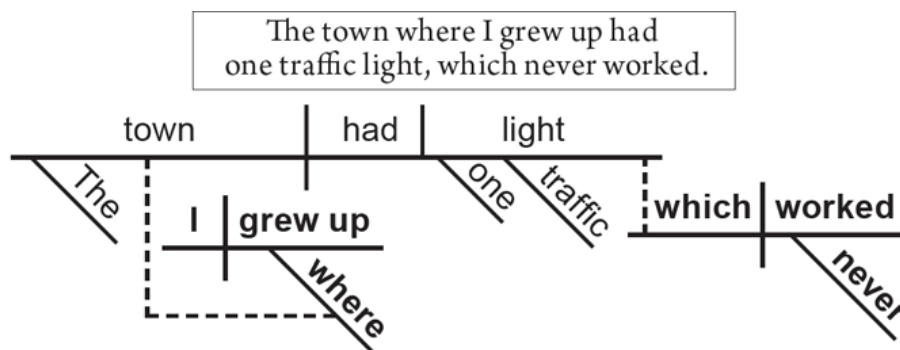 The town where I grew up had
one traffic light, which never worked.
town had light
The one traffic
which worked
I grew up
where never